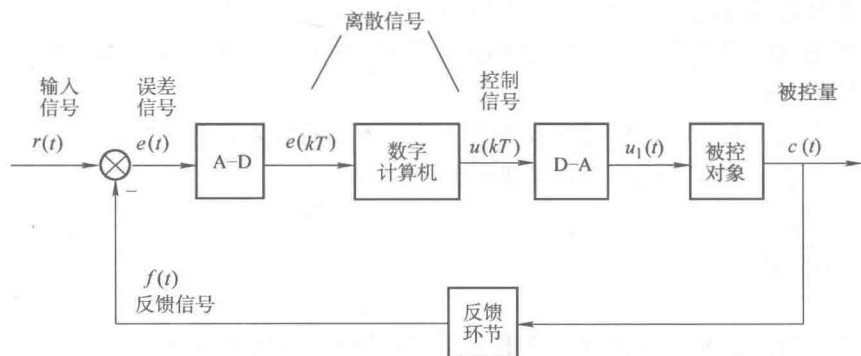 离散信号
输入
信号
误差
信号
控制
信号
被控量
r(t)
e(t)
A-D
e(kT)
数字
计算机
u(kT)
D-A
u₁(t)
被控
对象
c(t)
−
f(t)
反馈信号
反馈
环节